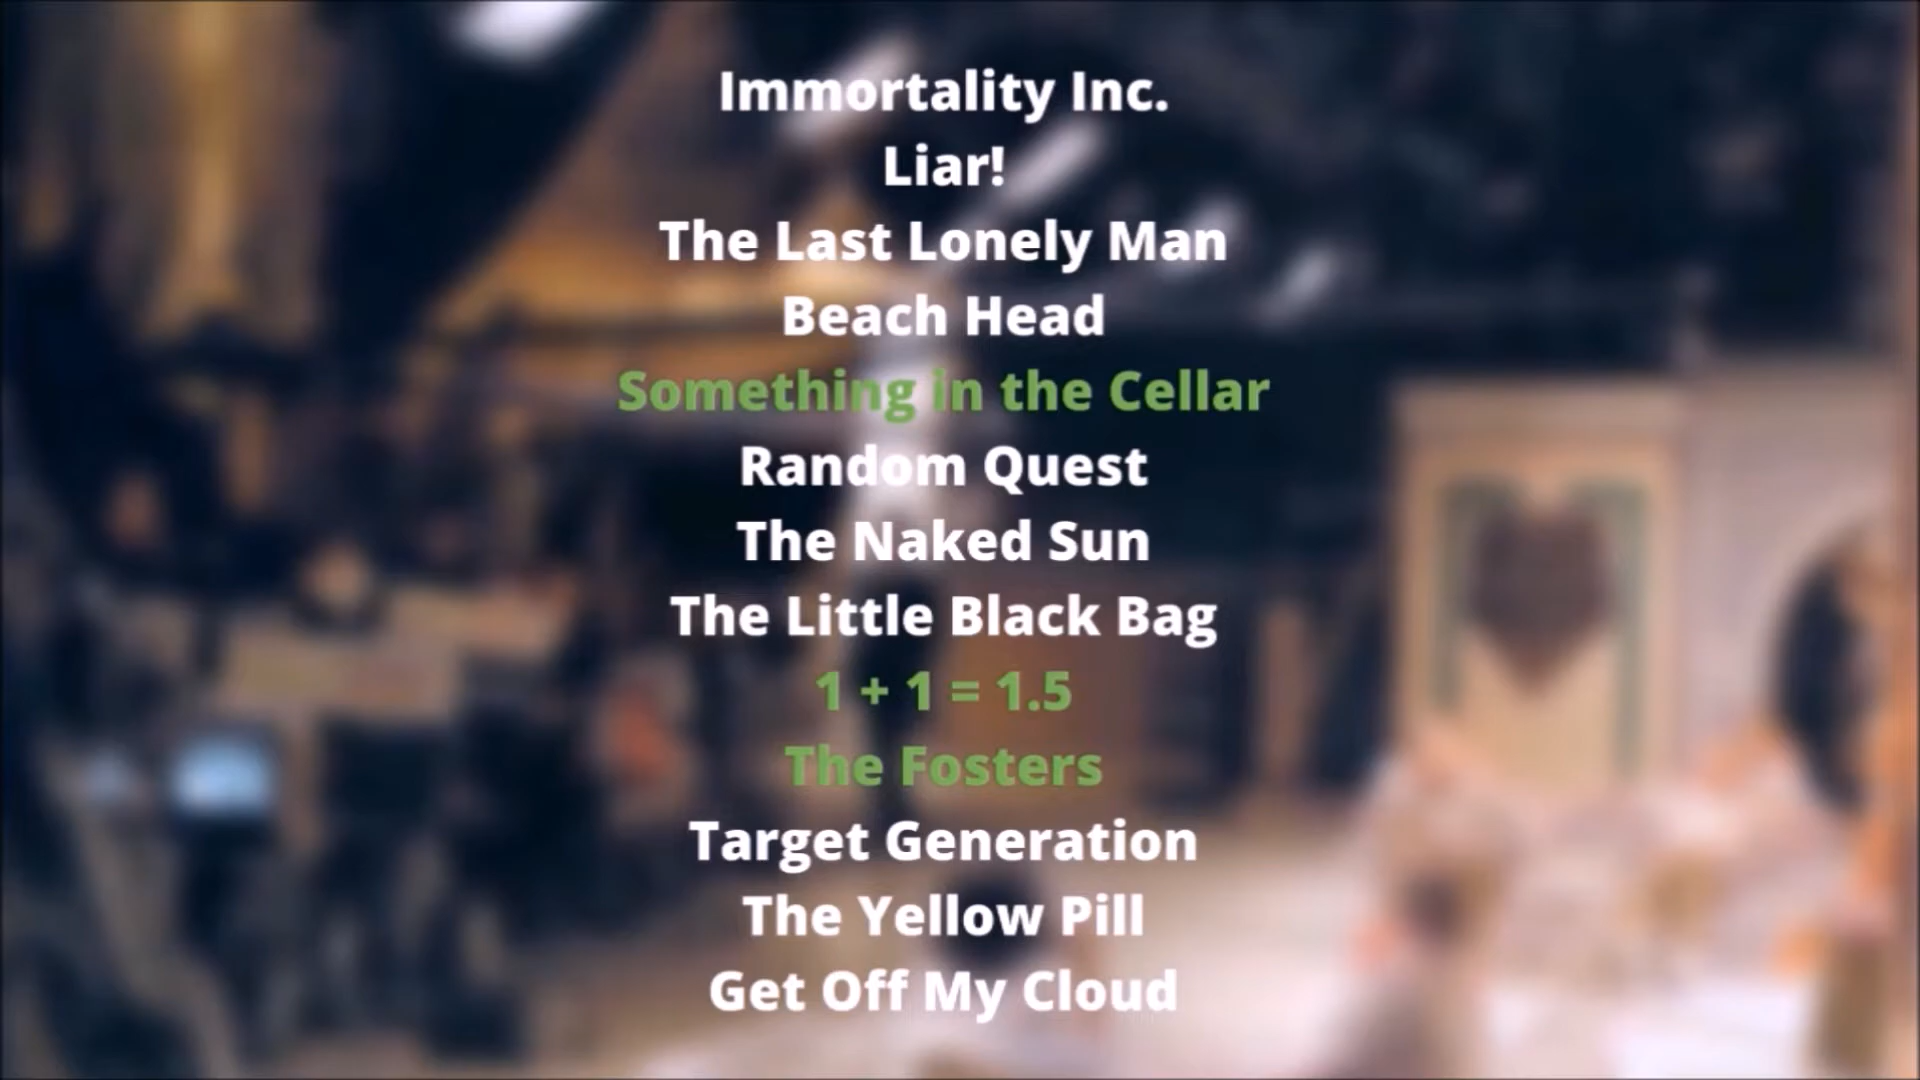 Immortality Inc.
Liar!
The Last Lonely Man
Beach Head
Something in the Cellar
Random Quest
The Naked Sun
The Little Black Bag
1 + 1 = 1.5
The Fosters
Target Generation
The Yellow Pill
Get Off My Cloud